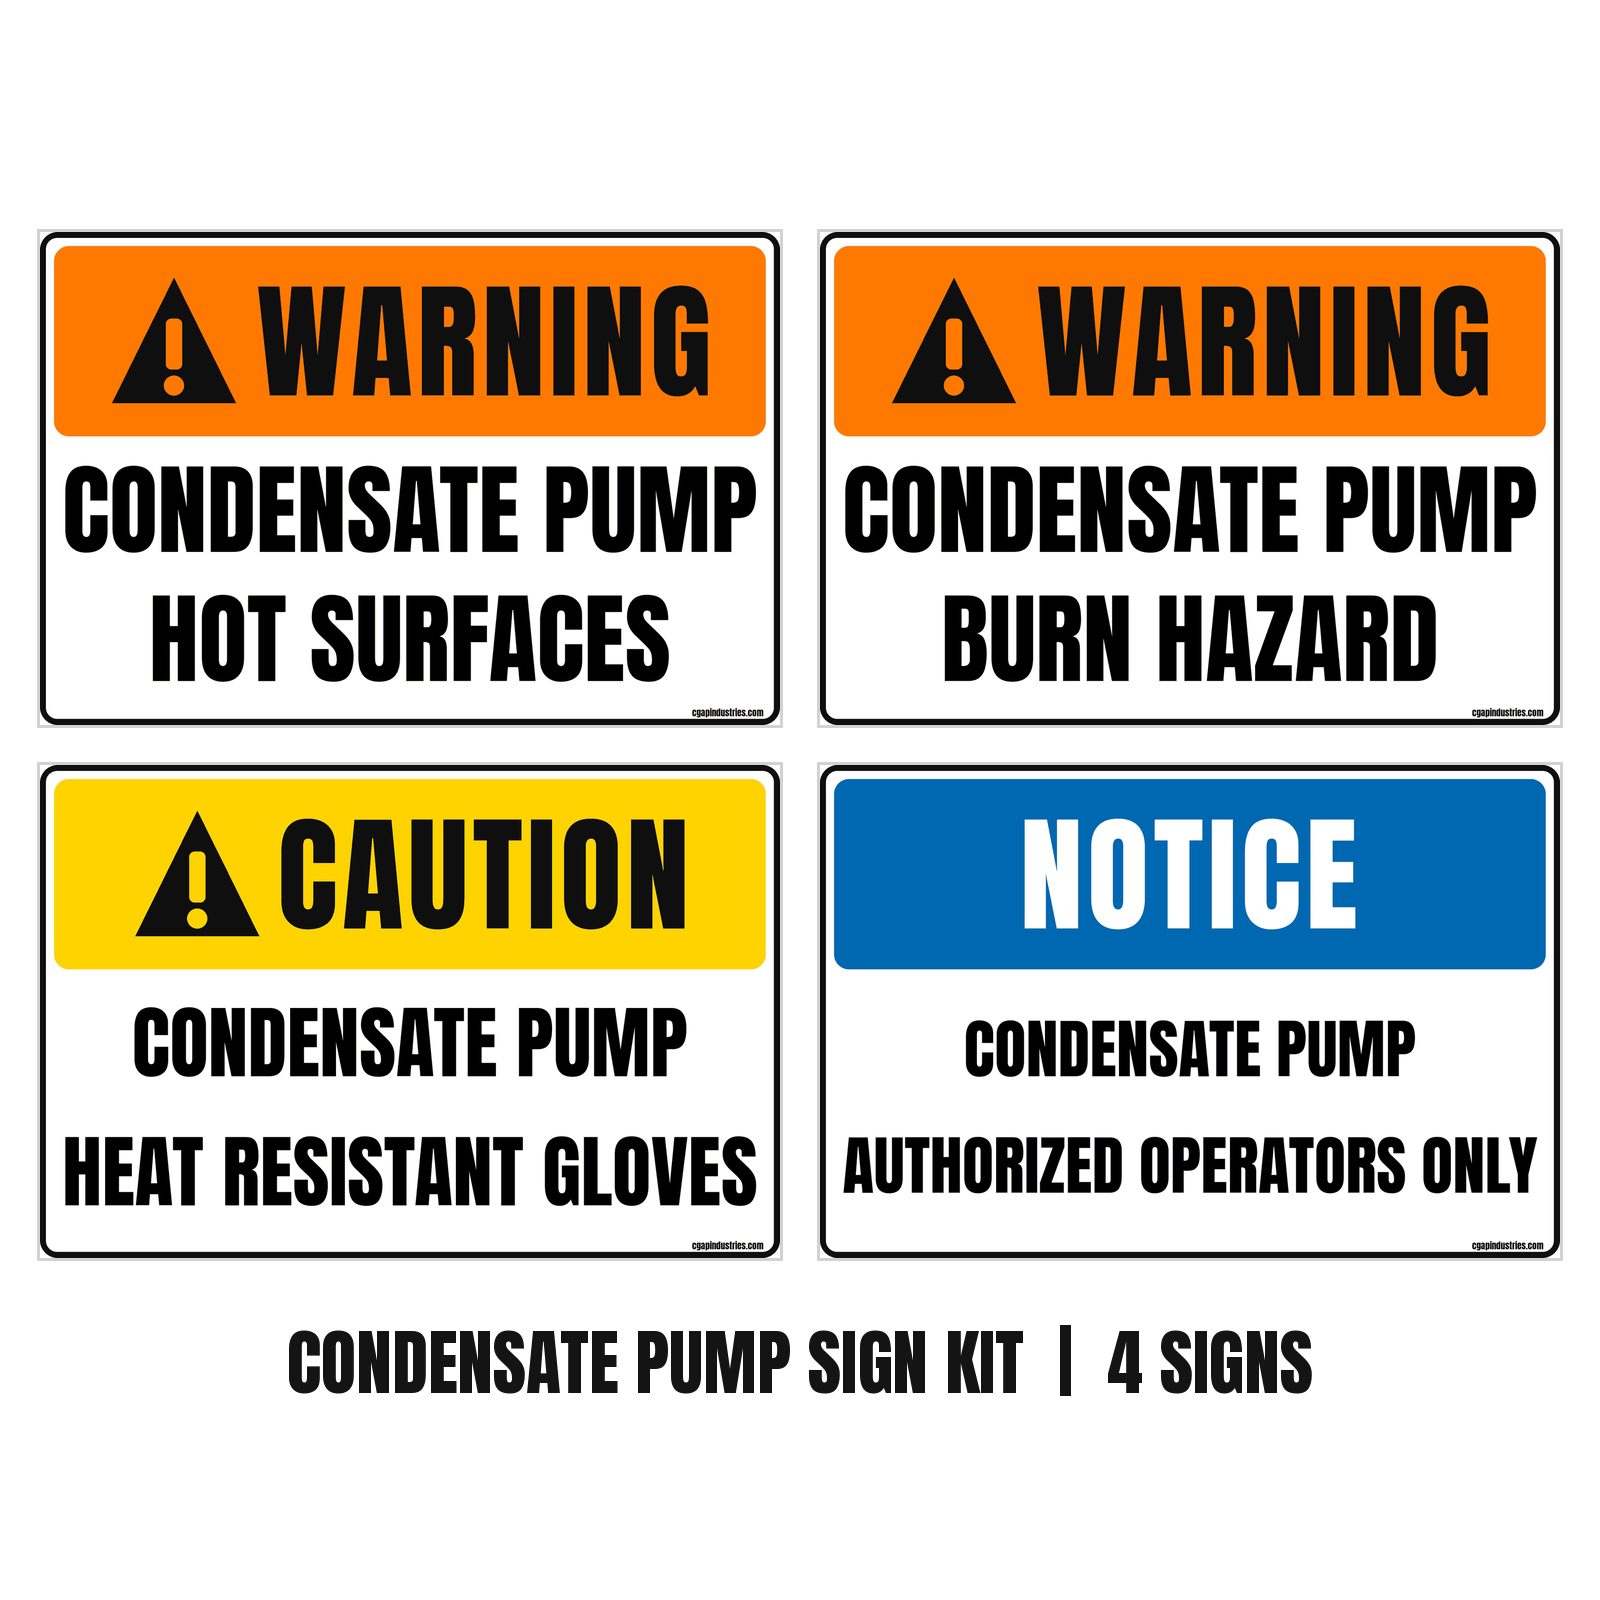 WARNING
CONDENSATE PUMP
HOT SURFACES
cgapindustries.com
WARNING
CONDENSATE PUMP
BURN HAZARD
cgapindustries.com
CAUTION
CONDENSATE PUMP
HEAT RESISTANT GLOVES
cgapindustries.com
NOTICE
CONDENSATE PUMP
AUTHORIZED OPERATORS ONLY
cgapindustries.com
CONDENSATE PUMP SIGN KIT | 4 SIGNS